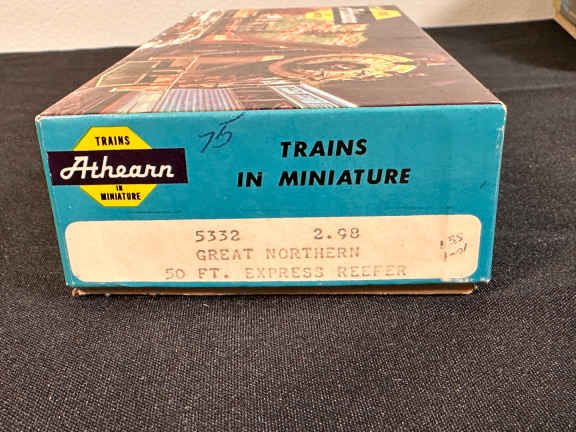 TRAINS
Athearn
IN
MINIATURE
75
TRAINS
IN MINIATURE
5332 2.98
GREAT NORTHERN
50 FT. EXPRESS REEFER